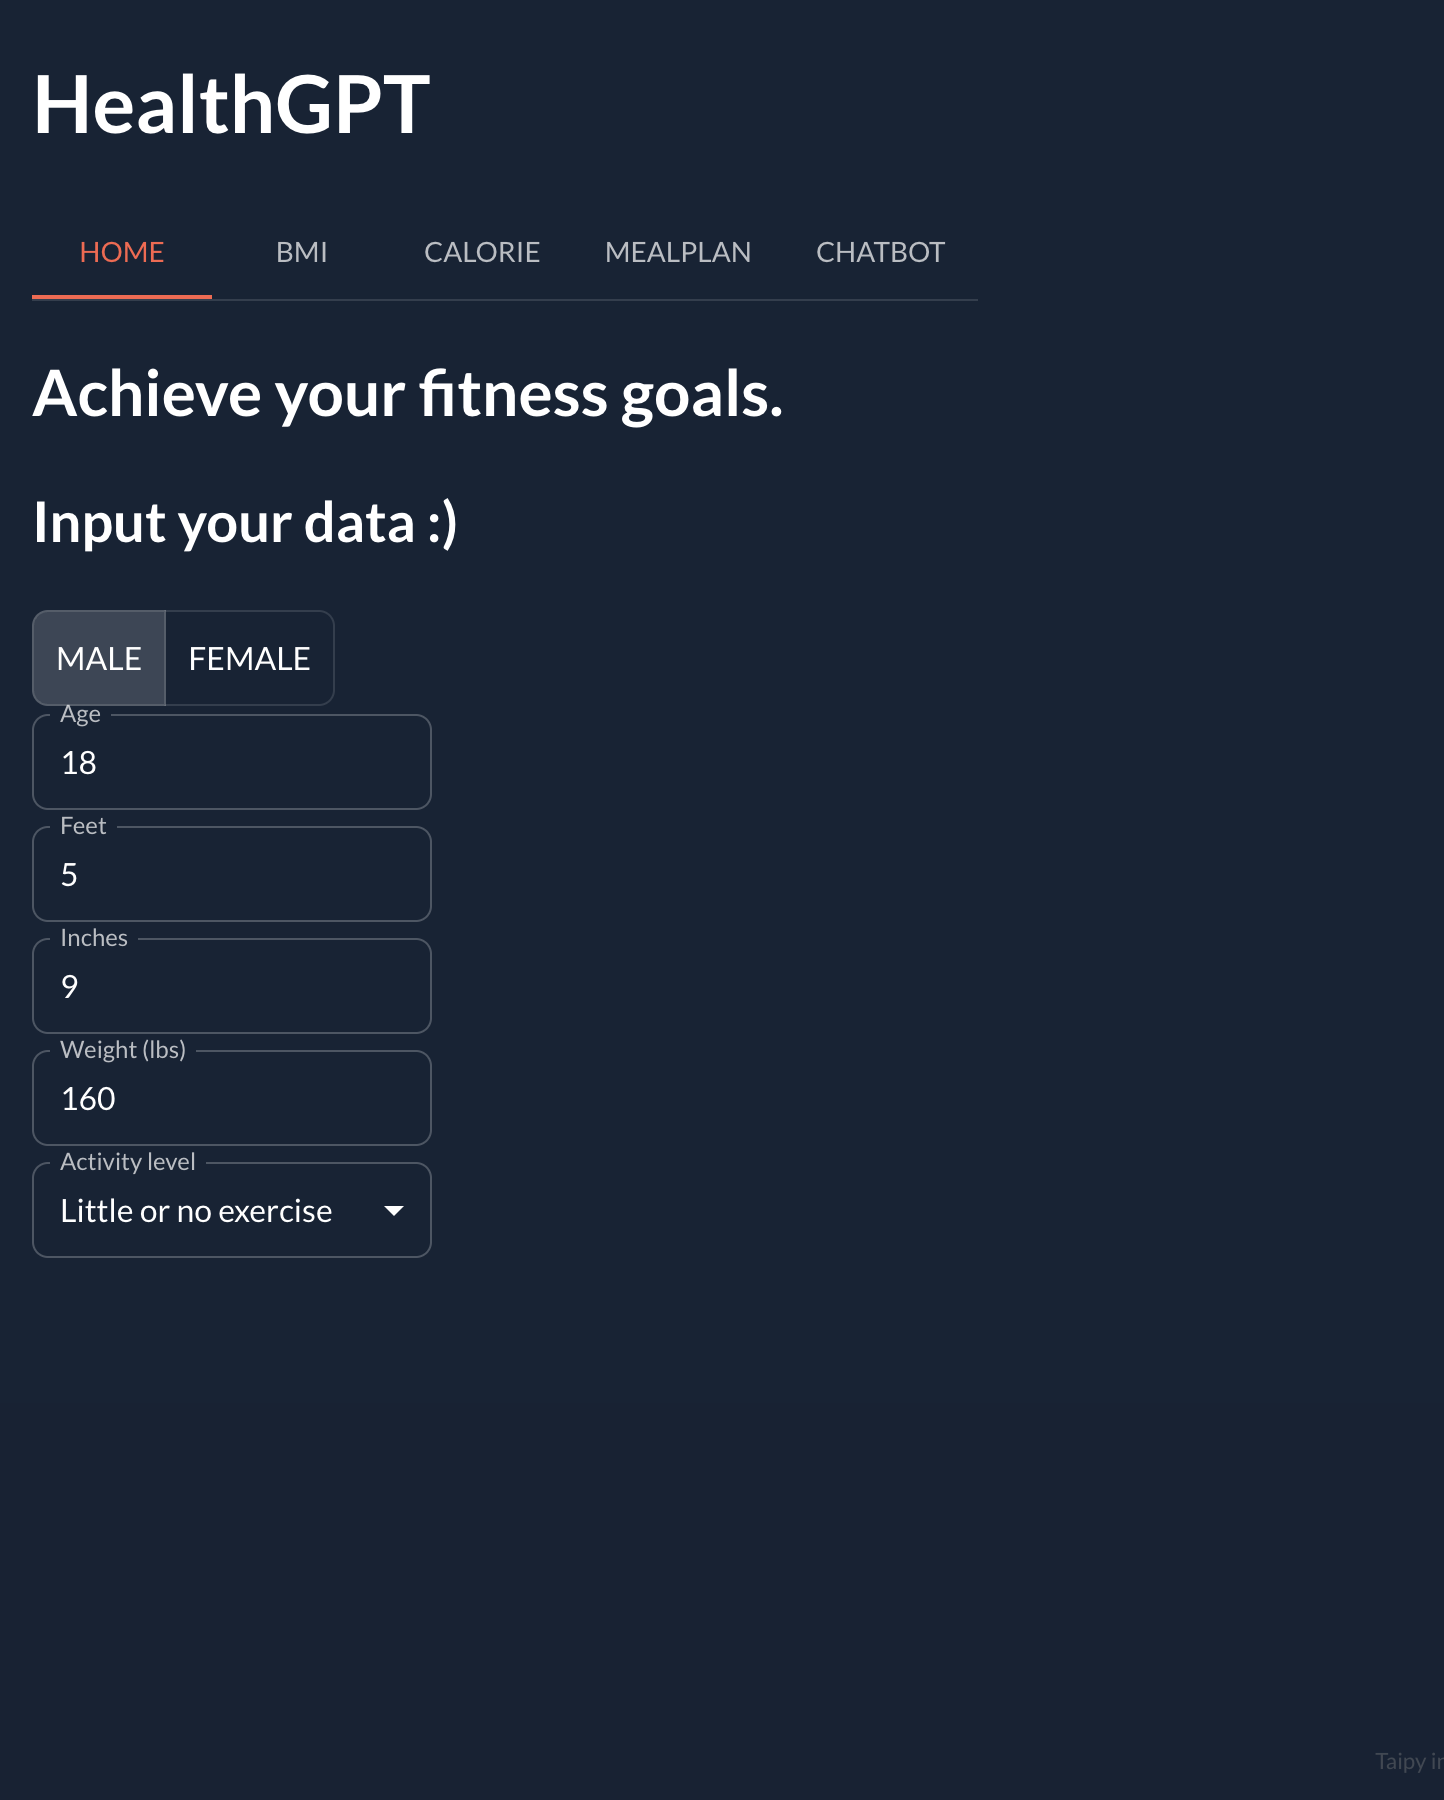 HealthGPT
HOME BMI CALORIE MEALPLAN CHATBOT
Achieve your fitness goals.
Input your data :)
MALE FEMALE
Age
18
Feet
5
Inches
9
Weight (lbs)
160
Activity level
Little or no exercise
Taipy